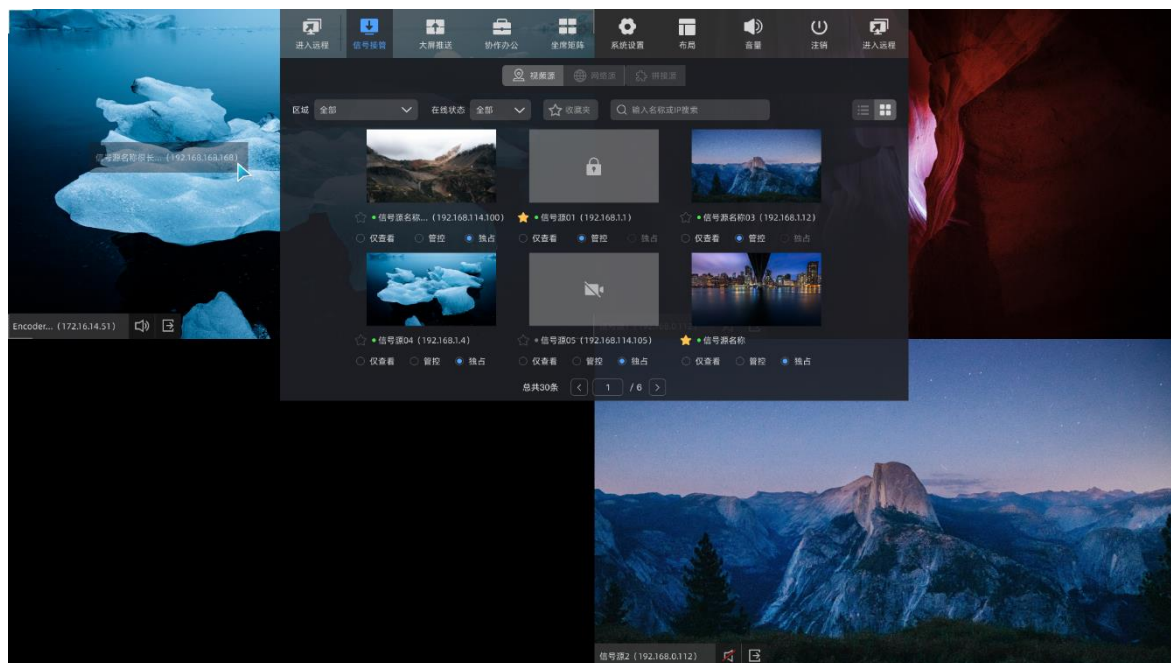 进入远程 信号接管 大屏推送 协作办公 坐席矩阵 系统设置 布局 音量 注销 进入远程
视频源 网络源 拼接源
区域 全部 在线状态 全部 收藏夹 输入名称或IP搜索
信号源名称很长... (192.168.168.168)
信号源名称... (192.168.114.100) 信号源01 (192.168.1.1) 信号源名称03 (192.168.1.12)
仅查看 管控 独占 仅查看 管控 独占 仅查看 管控 独占
Encoder... (172.16.14.51)
信号源04 (192.168.1.4) 信号源05 (192.168.114.105) 信号源名称
仅查看 管控 独占 仅查看 管控 独占 仅查看 管控 独占
总共30条 1 / 6
信号源2 (192.168.0.112)